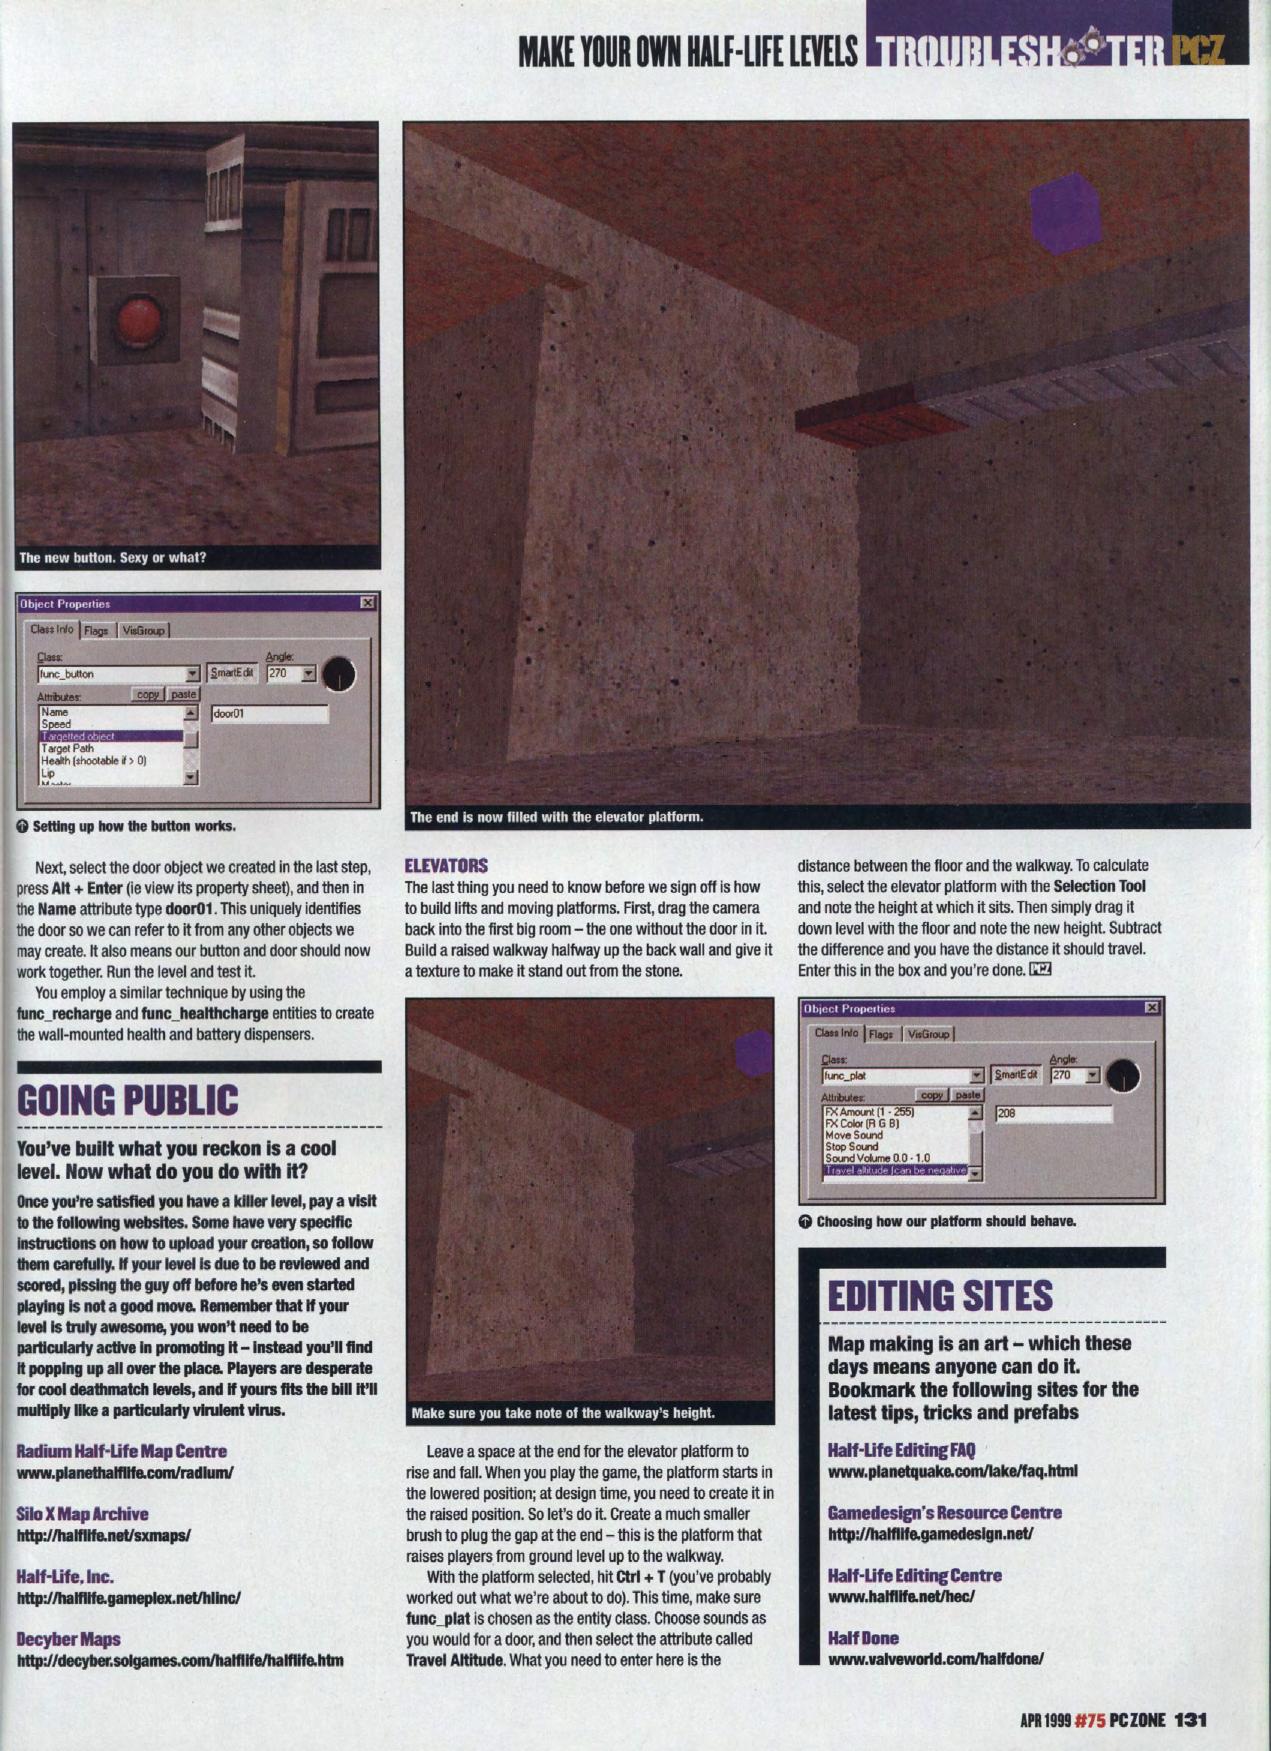 MAKE YOUR OWN HALF-LIFE LEVELS TROUBLESHOOTER PCZ
The new button. Sexy or what?
Object Properties
Class Info Flags VisGroup
Class:
Angle:
func_button
SmartEdit
270
Attributes:
copy paste
Name
Speed
Targetted object
Target Path
Health (shootable if > 0)
Lip
Master
door01
Setting up how the button works.
The end is now filled with the elevator platform.
Next, select the door object we created in the last step,
press Alt + Enter (ie view its property sheet), and then in
the Name attribute type door01. This uniquely identifies
the door so we can refer to it from any other objects we
may create. It also means our button and door should now
work together. Run the level and test it.
You employ a similar technique by using the
func_recharge and func_healthcharge entities to create
the wall-mounted health and battery dispensers.
GOING PUBLIC
You've built what you reckon is a cool
level. Now what do you do with it?
Once you're satisfied you have a killer level, pay a visit
to the following websites. Some have very specific
instructions on how to upload your creation, so follow
them carefully. If your level is due to be reviewed and
scored, pissing the guy off before he's even started
playing is not a good move. Remember that if your
level is truly awesome, you won't need to be
particularly active in promoting it – instead you'll find
it popping up all over the place. Players are desperate
for cool deathmatch levels, and if yours fits the bill it'll
multiply like a particularly virulent virus.
Radium Half-Life Map Centre
www.planethalflife.com/radium/
Silo X Map Archive
http://halflife.net/sxmaps/
Half-Life, Inc.
http://halflife.gameplex.net/hlinc/
Decyber Maps
http://decyber.solgames.com/halflife/halflife.htm
ELEVATORS
The last thing you need to know before we sign off is how
to build lifts and moving platforms. First, drag the camera
back into the first big room – the one without the door in it.
Build a raised walkway halfway up the back wall and give it
a texture to make it stand out from the stone.
Make sure you take note of the walkway's height.
Leave a space at the end for the elevator platform to
rise and fall. When you play the game, the platform starts in
the lowered position; at design time, you need to create it in
the raised position. So let's do it. Create a much smaller
brush to plug the gap at the end – this is the platform that
raises players from ground level up to the walkway.
With the platform selected, hit Ctrl + T (you've probably
worked out what we're about to do). This time, make sure
func_plat is chosen as the entity class. Choose sounds as
you would for a door, and then select the attribute called
Travel Altitude. What you need to enter here is the
distance between the floor and the walkway. To calculate
this, select the elevator platform with the Selection Tool
and note the height at which it sits. Then simply drag it
down level with the floor and note the new height. Subtract
the difference and you have the distance it should travel.
Enter this in the box and you're done. PCZ
Object Properties
Class Info Flags VisGroup
Class:
Angle:
func_plat
SmartEdit
270
Attributes:
copy paste
FX Amount (1 - 255)
FX Color (R G B)
Move Sound
Stop Sound
Sound Volume 0.0 - 1.0
Travel altitude (can be negative
208
Choosing how our platform should behave.
EDITING SITES
Map making is an art – which these
days means anyone can do it.
Bookmark the following sites for the
latest tips, tricks and prefabs
Half-Life Editing FAQ
www.planetquake.com/lake/faq.html
Gamedesign's Resource Centre
http://halflife.gamedesign.net/
Half-Life Editing Centre
www.halflife.net/hec/
Half Done
www.valveworld.com/halfdone/
APR 1999 #75 PC ZONE 131